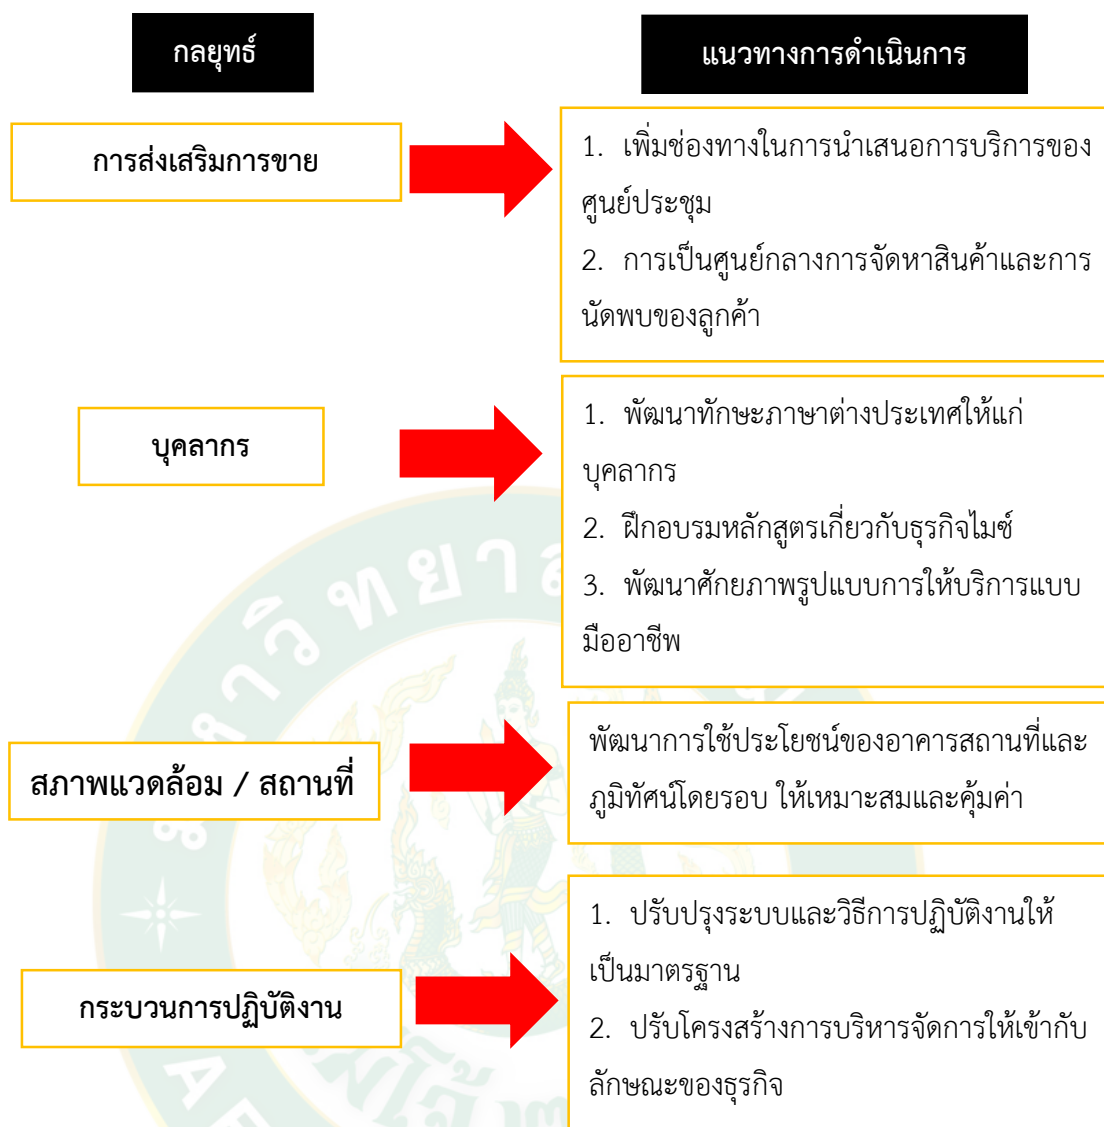 กลยุทธ์
แนวทางการดำเนินการ
การส่งเสริมการขาย
1. เพิ่มช่องทางในการนำเสนอการบริการของ
ศูนย์ประชุม
2. การเป็นศูนย์กลางการจัดหาสินค้าและการ
นัดพบของลูกค้า
บุคลากร
1. พัฒนาทักษะภาษาต่างประเทศให้แก่
บุคลากร
2. ฝึกอบรมหลักสูตรเกี่ยวกับธุรกิจไมซ์
3. พัฒนาศักยภาพรูปแบบการให้บริการแบบ
มืออาชีพ
สภาพแวดล้อม / สถานที่
พัฒนาการใช้ประโยชน์ของอาคารสถานที่และ
ภูมิทัศน์โดยรอบ ให้เหมาะสมและคุ้มค่า
กระบวนการปฏิบัติงาน
1. ปรับปรุงระบบและวิธีการปฏิบัติงานให้
เป็นมาตรฐาน
2. ปรับโครงสร้างการบริหารจัดการให้เข้ากับ
ลักษณะของธุรกิจ